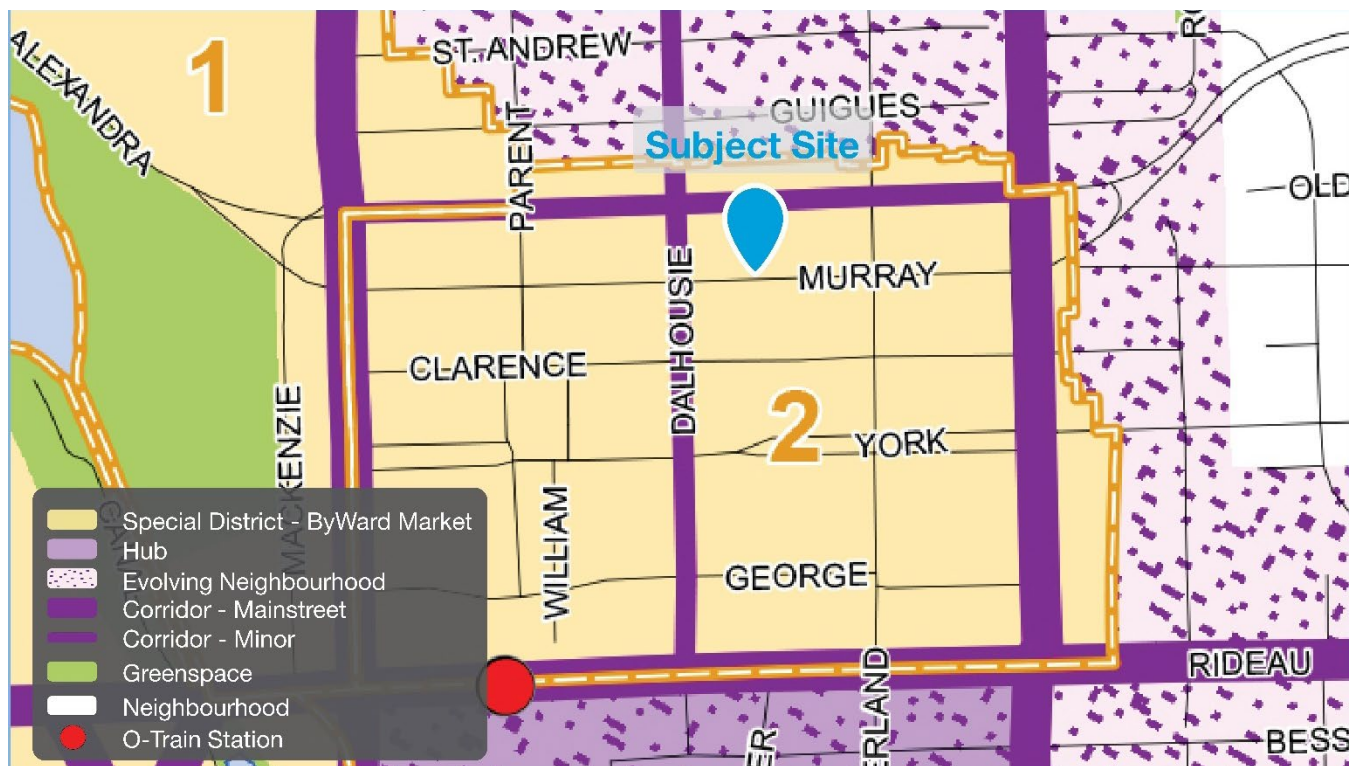 1
ALEXANDRA
ST. ANDREW
GUIGUES
PARENT
Subject Site
OLD
MURRAY
DALHOUSIE
CLARENCE
2
YORK
MACKENZIE
WILLIAM
GEORGE
RIDEAU
BESS
ER
ERLAND
Special District - ByWard Market
Hub
Evolving Neighbourhood
Corridor - Mainstreet
Corridor - Minor
Greenspace
Neighbourhood
O-Train Station